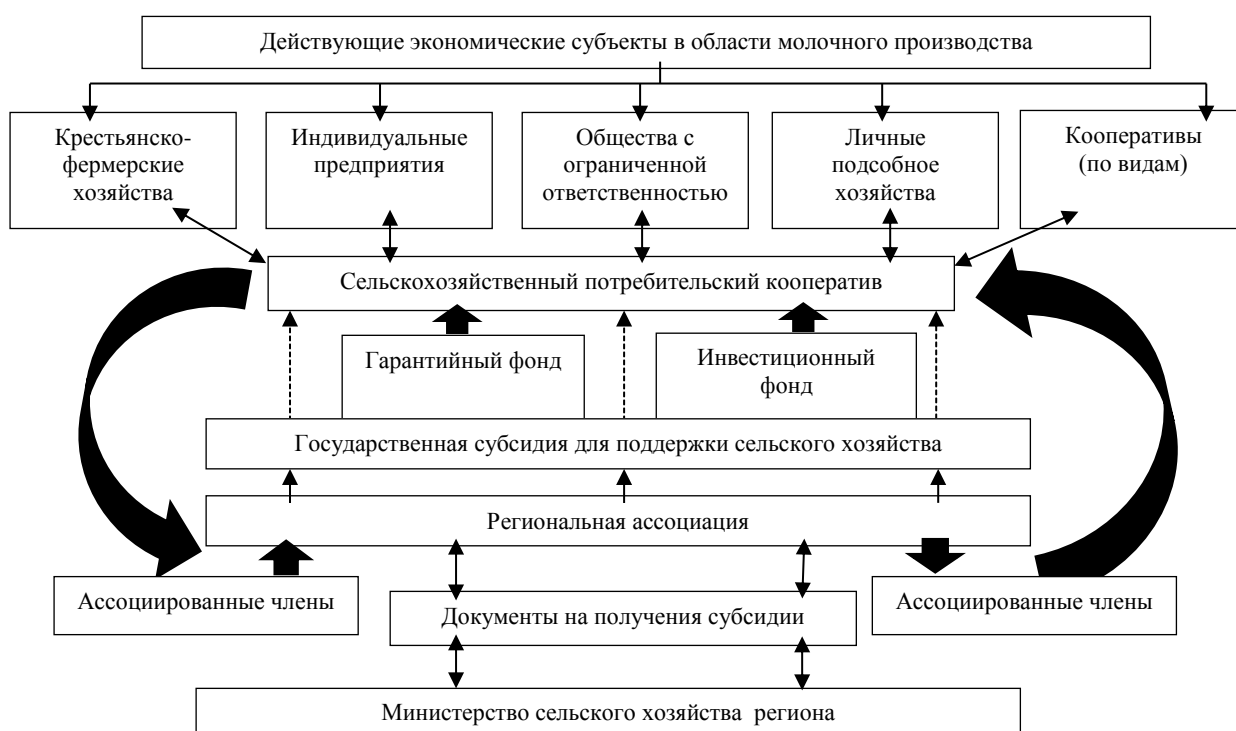 Действующие экономические субъекты в области молочного производства
Крестьянско-
фермерские
хозяйства
Индивидуальные
предприятия
Общества с
ограниченной
ответственностью
Личные
подсобное
хозяйства
Кооперативы
(по видам)
Сельскохозяйственный потребительский кооператив
Гарантийный фонд
Инвестиционный
фонд
Государственная субсидия для поддержки сельского хозяйства
Региональная ассоциация
Ассоциированные члены
Ассоциированные члены
Документы на получения субсидии
Министерство сельского хозяйства региона